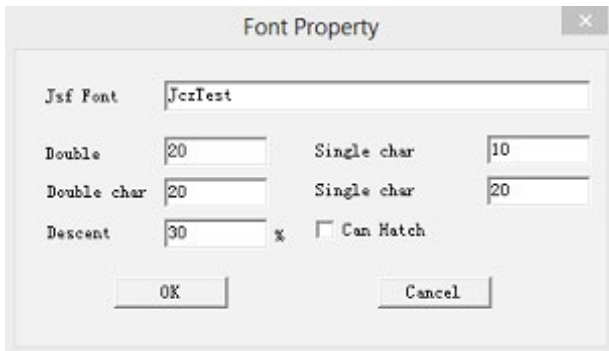 Font Property
Jsf Font JczTest
Double 20 Single char 10
Double char 20 Single char 20
Descent 30 % Can Hatch
OK Cancel